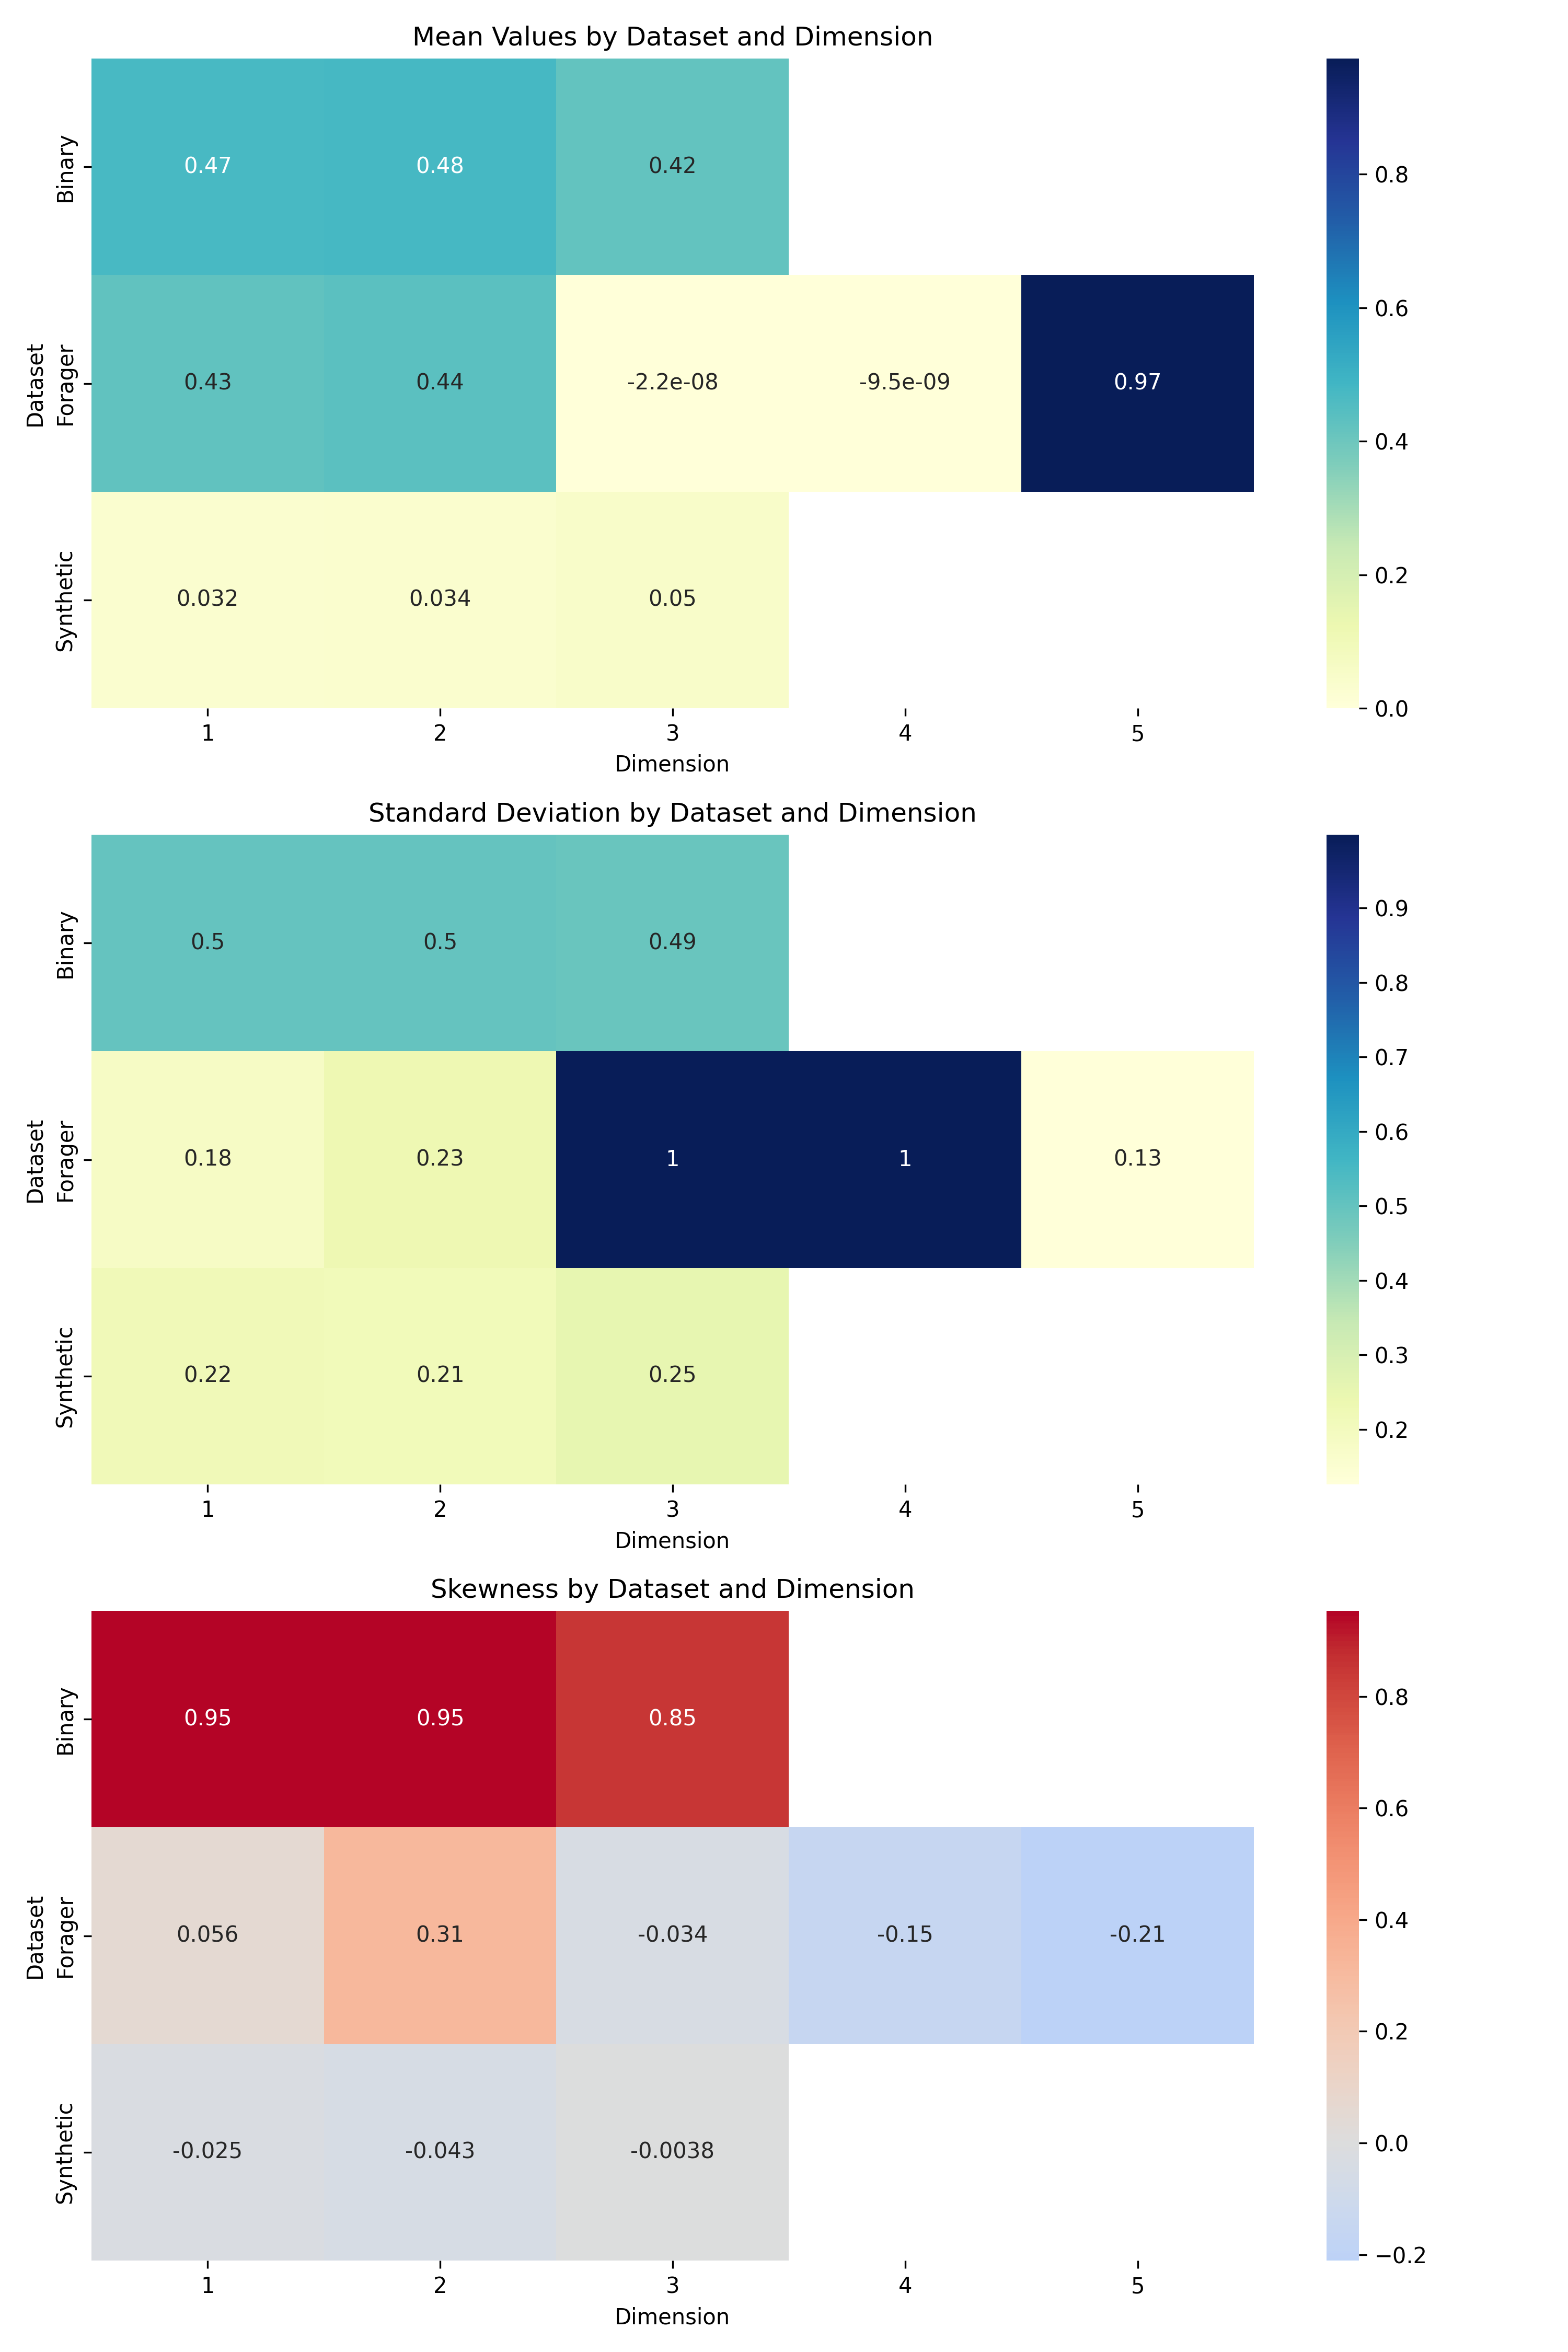 Mean Values by Dataset and Dimension
Binary
0.47 0.48 0.42
Dataset
Forager
0.43 0.44 -2.2e-08 -9.5e-09 0.97
Synthetic
0.032 0.034 0.05
1 2 3 4 5
Dimension
0.8
0.6
0.4
0.2
0.0
Standard Deviation by Dataset and Dimension
Binary
0.5 0.5 0.49
Dataset
Forager
0.18 0.23 1 1 0.13
Synthetic
0.22 0.21 0.25
1 2 3 4 5
Dimension
0.9
0.8
0.7
0.6
0.5
0.4
0.3
0.2
Skewness by Dataset and Dimension
Binary
0.95 0.95 0.85
Dataset
Forager
0.056 0.31 -0.034 -0.15 -0.21
Synthetic
-0.025 -0.043 -0.0038
1 2 3 4 5
Dimension
0.8
0.6
0.4
0.2
0.0
−0.2